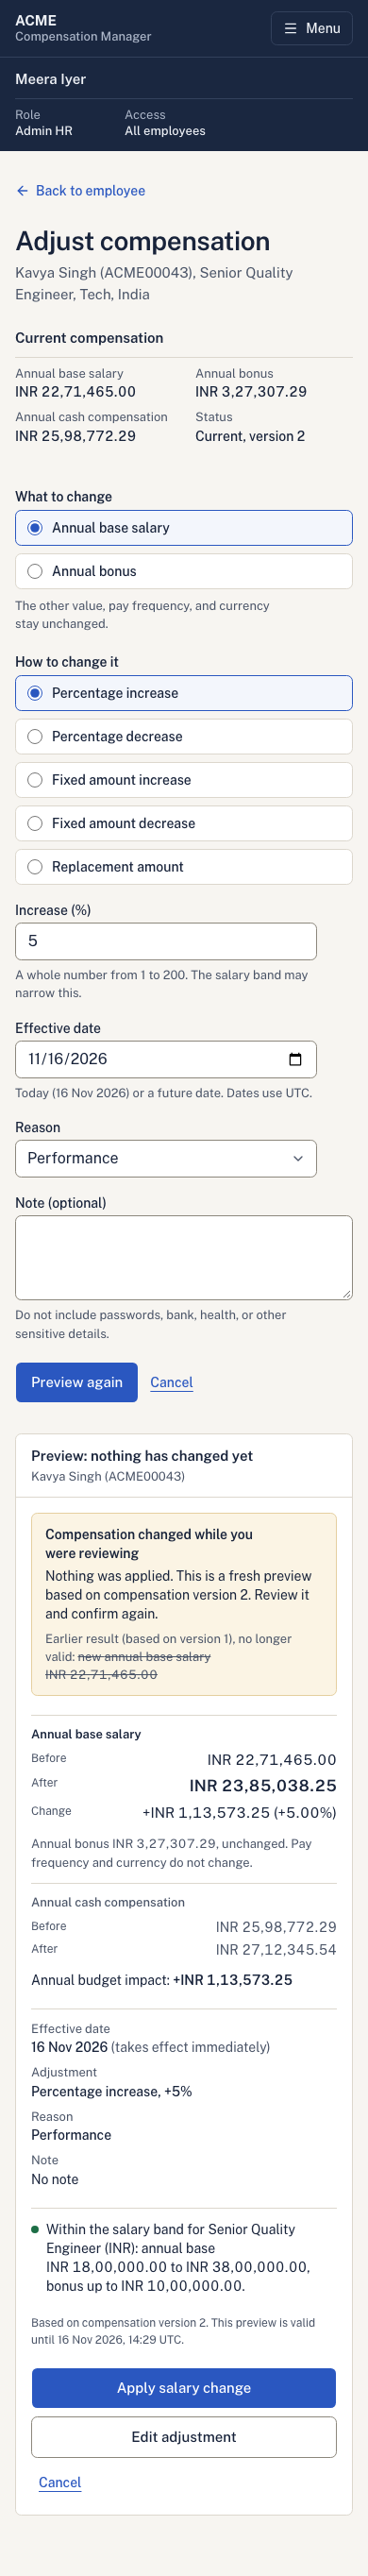 ACME
Compensation Manager
Menu
Meera Iyer
Role
Admin HR
Access
All employees
Back to employee
Adjust compensation
Kavya Singh (ACME00043), Senior Quality
Engineer, Tech, India
Current compensation
Annual base salary
INR 22,71,465.00
Annual bonus
INR 3,27,307.29
Annual cash compensation
INR 25,98,772.29
Status
Current, version 2
What to change
Annual base salary
Annual bonus
The other value, pay frequency, and currency
stay unchanged.
How to change it
Percentage increase
Percentage decrease
Fixed amount increase
Fixed amount decrease
Replacement amount
Increase (%)
5
A whole number from 1 to 200. The salary band may
narrow this.
Effective date
11/16/2026
Today (16 Nov 2026) or a future date. Dates use UTC.
Reason
Performance
Note (optional)
Do not include passwords, bank, health, or other
sensitive details.
Preview again
Cancel
Preview: nothing has changed yet
Kavya Singh (ACME00043)
Compensation changed while you
were reviewing
Nothing was applied. This is a fresh preview
based on compensation version 2. Review it
and confirm again.
Earlier result (based on version 1), no longer
valid: new annual base salary
INR 22,71,465.00
Annual base salary
Before INR 22,71,465.00
After INR 23,85,038.25
Change +INR 1,13,573.25 (+5.00%)
Annual bonus INR 3,27,307.29, unchanged. Pay
frequency and currency do not change.
Annual cash compensation
Before INR 25,98,772.29
After INR 27,12,345.54
Annual budget impact: +INR 1,13,573.25
Effective date
16 Nov 2026 (takes effect immediately)
Adjustment
Percentage increase, +5%
Reason
Performance
Note
No note
Within the salary band for Senior Quality
Engineer (INR): annual base
INR 18,00,000.00 to INR 38,00,000.00,
bonus up to INR 10,00,000.00.
Based on compensation version 2. This preview is valid
until 16 Nov 2026, 14:29 UTC.
Apply salary change
Edit adjustment
Cancel